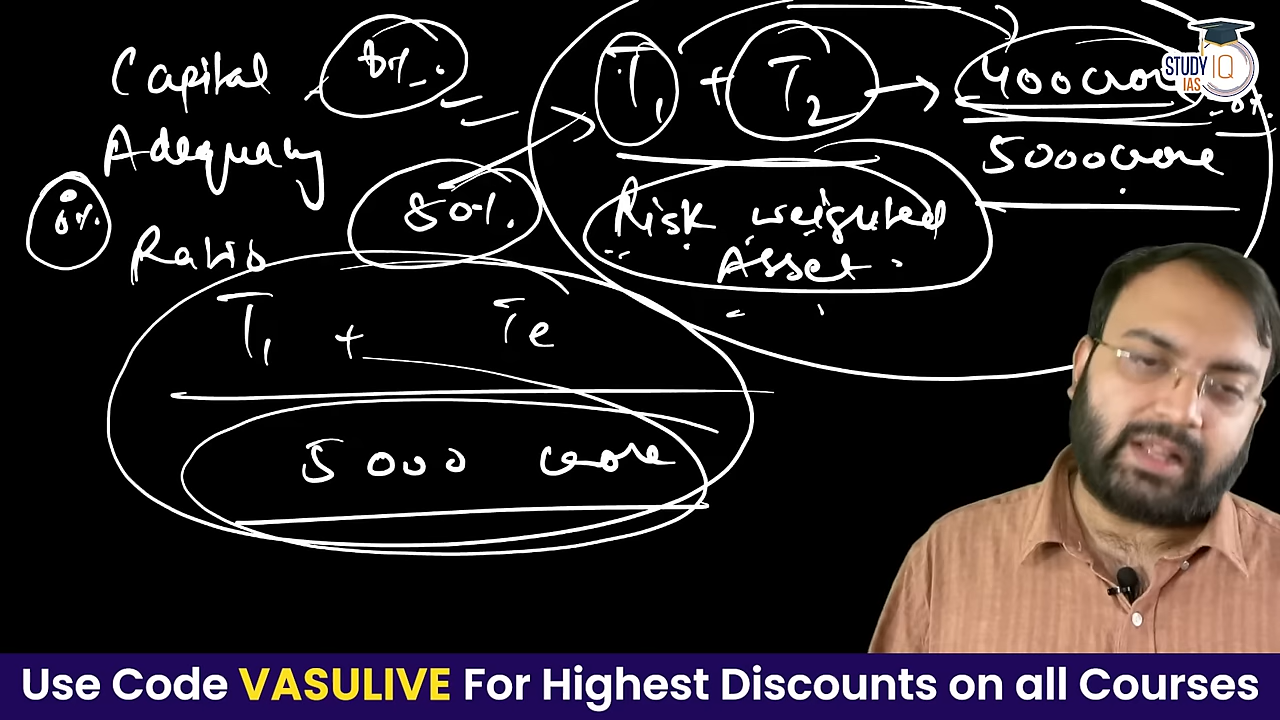 Capital 8%.
Adequacy
Ratio
8%.
80%.
T1 + T2 → 400 crore
5000 crore
Risk weighted
Asset
T1 +
5000 crore
STUDY IQ
IAS
Use Code VASULIVE For Highest Discounts on all Courses